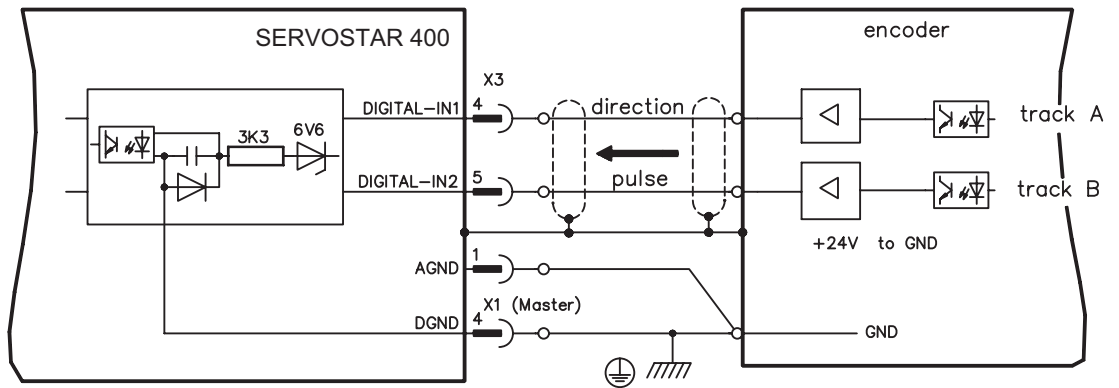 SERVOSTAR 400
encoder
X3
DIGITAL-IN1
4
direction
track A
3K3
6V6
pulse
DIGITAL-IN2
5
track B
+24V to GND
AGND
1
X1 (Master)
DGND
4
GND